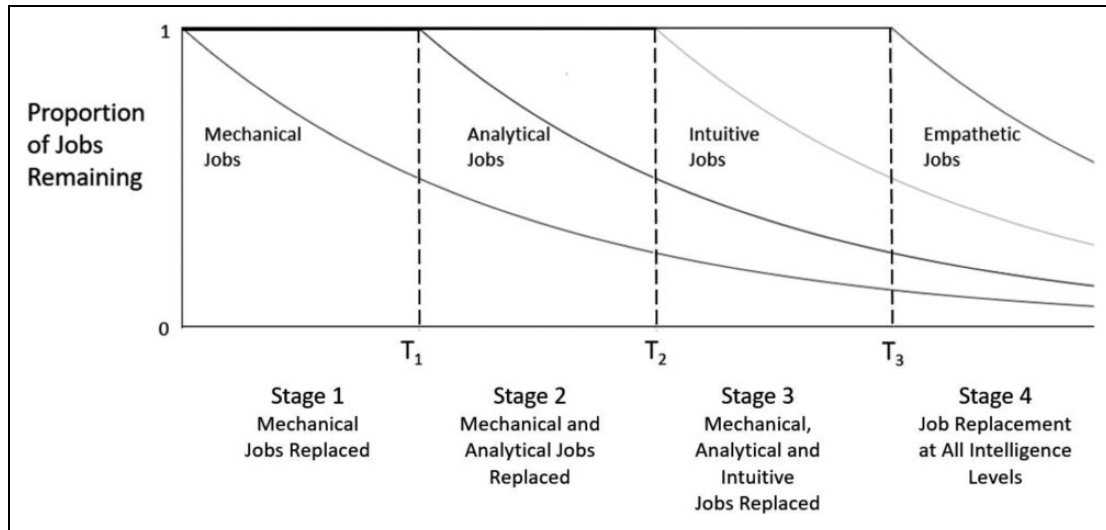 1
Proportion
of Jobs
Remaining
Mechanical
Jobs
Analytical
Jobs
Intuitive
Jobs
Empathetic
Jobs
0
T₁
T₂
T₃
Stage 1
Mechanical
Jobs Replaced
Stage 2
Mechanical and
Analytical Jobs
Replaced
Stage 3
Mechanical,
Analytical and
Intuitive
Jobs Replaced
Stage 4
Job Replacement
at All Intelligence
Levels